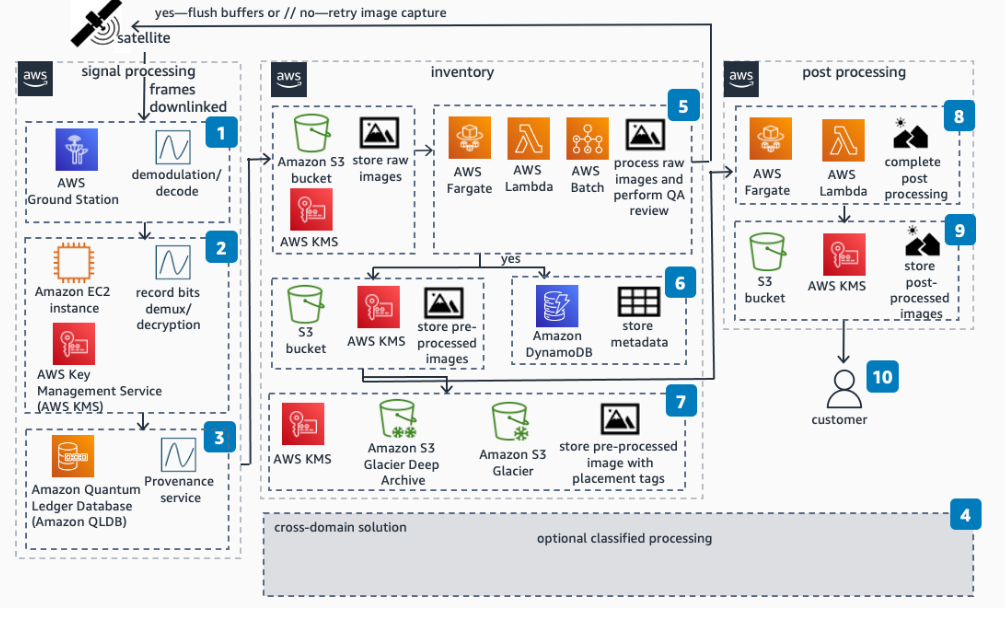 yes—flush buffers or // no—retry image capture
satellite
aws
signal processing
frames
downlinked
1
AWS
Ground Station
demodulation/
decode
2
Amazon EC2
instance
record bits
demux/
decryption
AWS Key
Management Service
(AWS KMS)
3
Amazon Quantum
Ledger Database
(Amazon QLDB)
Provenance
service
aws
inventory
Amazon S3
bucket
store raw
images
AWS KMS
5
AWS
Fargate
AWS
Lambda
AWS
Batch
process raw
images and
perform QA
review
yes
S3
bucket
AWS KMS
store pre-
processed
images
6
Amazon
DynamoDB
store
metadata
7
AWS KMS
Amazon S3
Glacier Deep
Archive
Amazon S3
Glacier
store pre-processed
image with
placement tags
4
cross-domain solution
optional classified processing
aws
post processing
8
AWS
Fargate
AWS
Lambda
complete
post
processing
9
S3
bucket
AWS KMS
store
post-
processed
images
10
customer